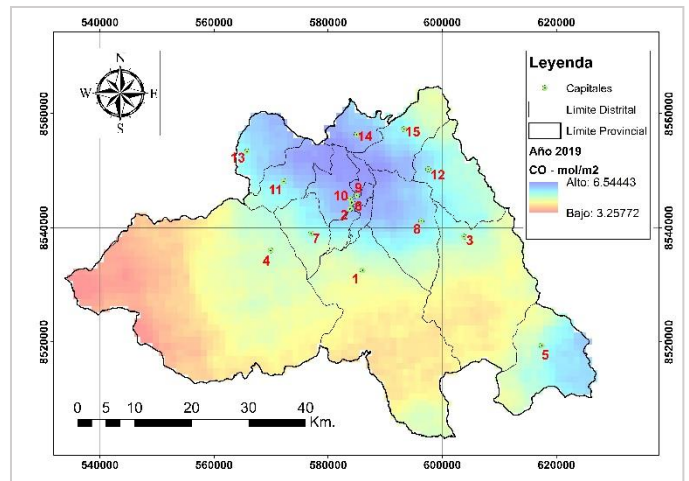 540000 560000 580000 600000 620000
N
W E
S
Leyenda
Capitales
Límite Distrital
Límite Provincial
Año 2019
CO - mol/m2
Alto: 6.54443
Bajo: 3.25772
8560000 8560000
8540000 8540000
8520000 8520000
14
15
13
12
11
9
10
6
2
8
7
3
4
1
5
0 5 10 20 30 40
Km.
540000 560000 580000 600000 620000